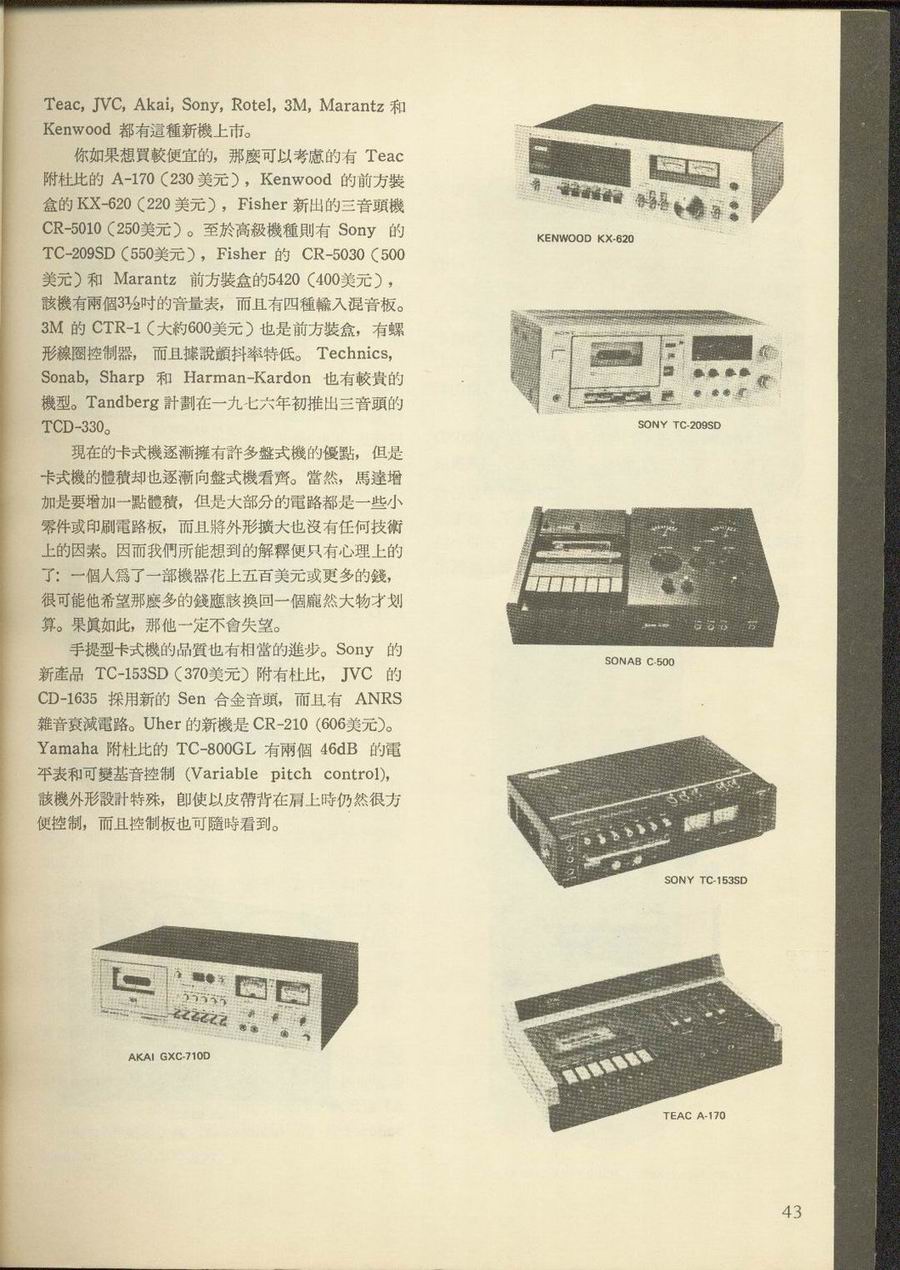 Teac, JVC, Akai, Sony, Rotel, 3M, Marantz 和
Kenwood 都有這種新機上市。
你如果想買較便宜的，那麼可以考慮的有 Teac
附杜比的 A-170（230 美元），Kenwood 的前方裝
盒的 KX-620（220 美元），Fisher 新出的三音頭機
CR-5010（250美元）。至於高級機種則有 Sony 的
TC-209SD（550美元），Fisher 的 CR-5030（500
美元）和 Marantz 前方裝盒的5420（400美元），
該機有兩個3½吋的音量表，而且有四種輸入混音板。
3M 的 CTR-1（大約600美元）也是前方裝盒，有螺
形線圈控制器，而且據說顫抖率特低。 Technics,
Sonab, Sharp 和 Harman-Kardon 也有較貴的
機型。Tandberg 計劃在一九七六年初推出三音頭的
TCD-330。
現在的卡式機逐漸擁有許多盤式機的優點，但是
卡式機的體積却也逐漸向盤式機看齊。當然，馬達增
加是要增加一點體積，但是大部分的電路都是一些小
零件或印刷電路板，而且將外形擴大也沒有任何技術
上的因素。因而我們所能想到的解釋便只有心理上的
了：一個人爲了一部機器花上五百美元或更多的錢，
很可能他希望那麼多的錢應該換回一個龐然大物才划
算。果眞如此，那他一定不會失望。
手提型卡式機的品質也有相當的進步。Sony 的
新產品 TC-153SD（370美元）附有杜比， JVC 的
CD-1635 採用新的 Sen 合金音頭，而且有 ANRS
雜音衰減電路。Uher 的新機是 CR-210 (606美元)。
Yamaha 附杜比的 TC-800GL 有兩個 46dB 的電
平表和可變基音控制 (Variable pitch control),
該機外形設計特殊，卽使以皮帶背在肩上時仍然很方
便控制，而且控制板也可隨時看到。
KENWOOD KX-620
SONY TC-209SD
SONAB C-500
SONY TC-153SD
AKAI GXC-710D
TEAC A-170
43